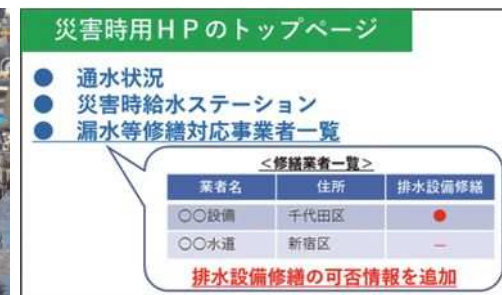 災害時用HPのトップページ
● 通水状況
● 災害時給水ステーション
● 漏水等修繕対応事業者一覧
<修繕業者一覧>
業者名 住所 排水設備修繕
〇〇設備 千代田区 ●
〇〇水道 新宿区 －
排水設備修繕の可否情報を追加